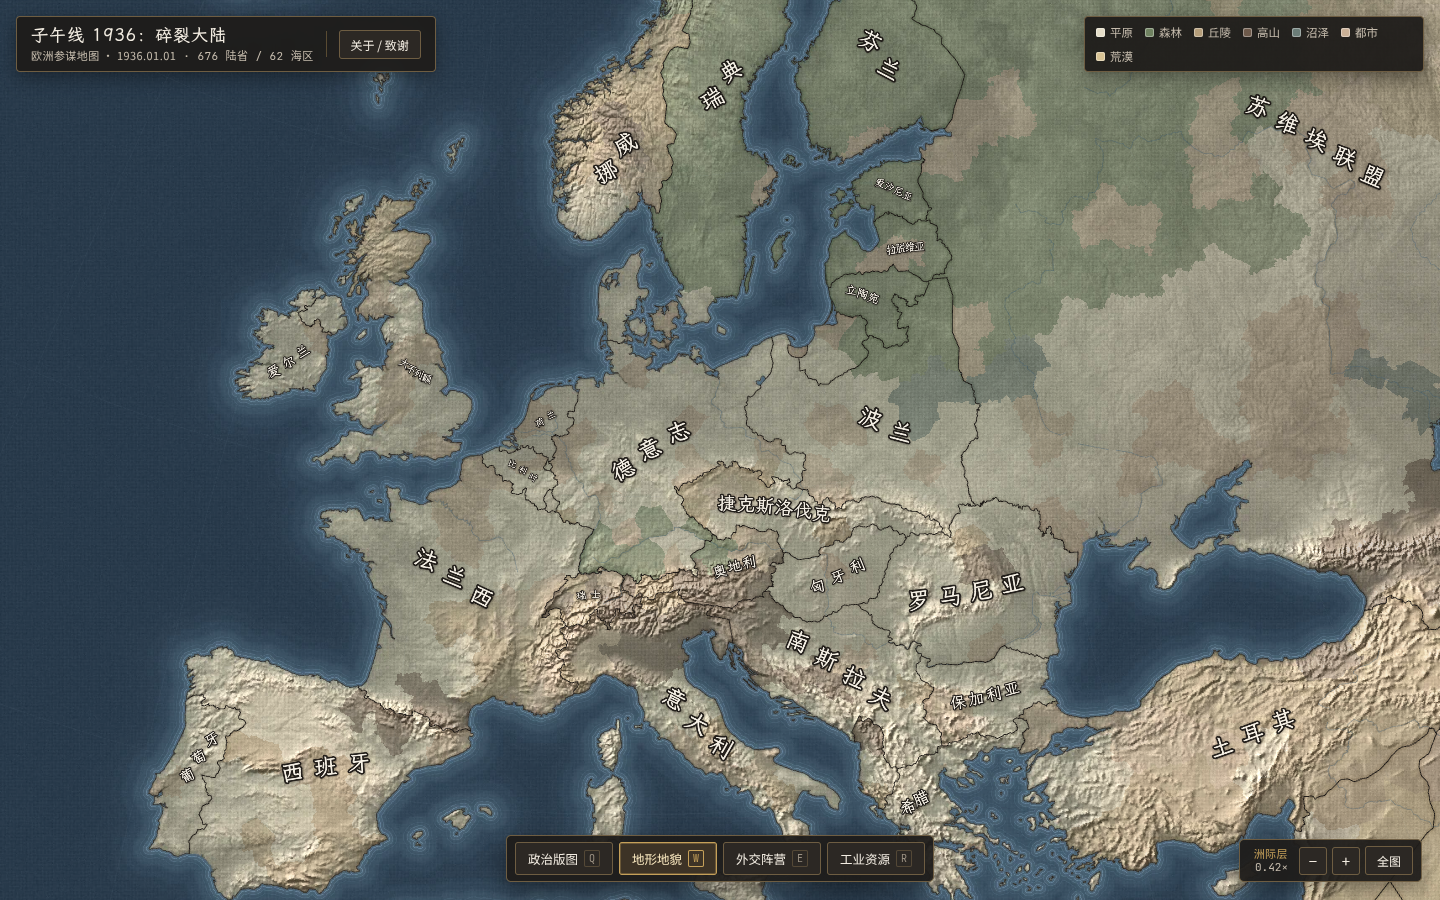 子午线 1936：碎裂大陆
欧洲参谋地图 · 1936.01.01 · 676 陆省 / 62 海区
关于 / 致谢
平原 森林 丘陵 高山 沼泽 都市
荒漠
芬兰
瑞典
挪威
苏维埃联盟
爱沙尼亚
拉脱维亚
立陶宛
爱尔兰
大不列颠
荷兰
比利时
德意志
波兰
捷克斯洛伐克
法兰西
瑞士
奥地利
匈牙利
罗马尼亚
南斯拉夫
保加利亚
意大利
葡萄牙
西班牙
希腊
土耳其
政治版图 Q
地形地貌 W
外交阵营 E
工业资源 R
洲际层
0.42×
− + 全图